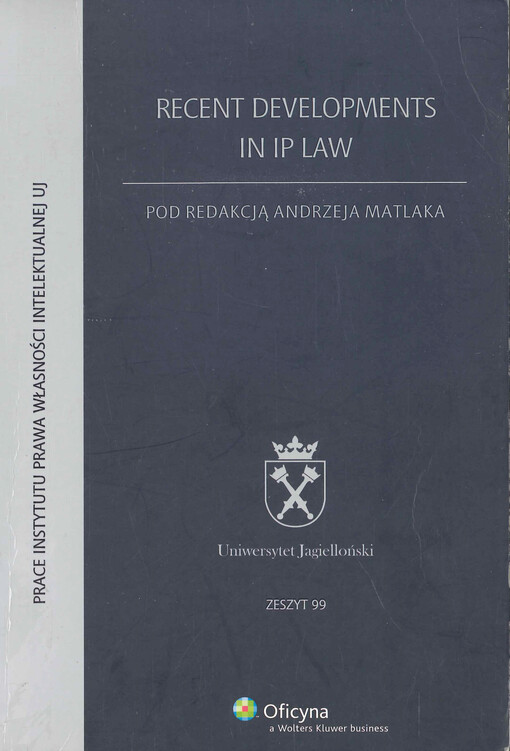 RECENT DEVELOPMENTS
IN IP LAW
POD REDAKCJĄ ANDRZEJA MATLAKA
PRACE INSTYTUTU PRAWA WŁASNOŚCI INTELEKTUALNEJ UJ
Uniwersytet Jagielloński
ZESZYT 99
Oficyna
a Wolters Kluwer business